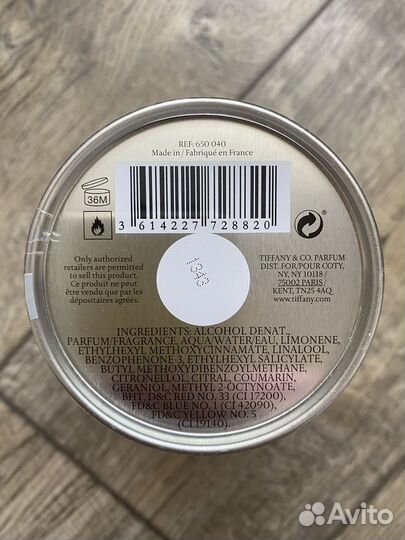 REF: 650 040
Made in / Fabriqué en France
36M
3 614227 728820
Only authorized
retailers are permitted
to sell this product.
Ce produit ne peut
être vendu que par les
dépositaires agréés.
1343
TIFFANY & CO. PARFUM
DIST. FOR/POUR COTY,
NY, NY 10118 /
75002 PARIS /
KENT, TN25 4AQ
www.tiffany.com
INGREDIENTS: ALCOHOL DENAT.,
PARFUM/FRAGRANCE, AQUA/WATER/EAU, LIMONENE,
ETHYLHEXYL METHOXYCINNAMATE, LINALOOL,
BENZOPHENONE-3, ETHYLHEXYL SALICYLATE,
BUTYL METHOXYDIBENZOYLMETHANE,
CITRONELLOL, CITRAL, COUMARIN,
GERANIOL, METHYL 2-OCTYNOATE,
BHT, D&C RED NO. 33 (CI 17200),
FD&C BLUE NO. 1 (CI 42090),
FD&C YELLOW NO. 5
(CI 19140).
Avito